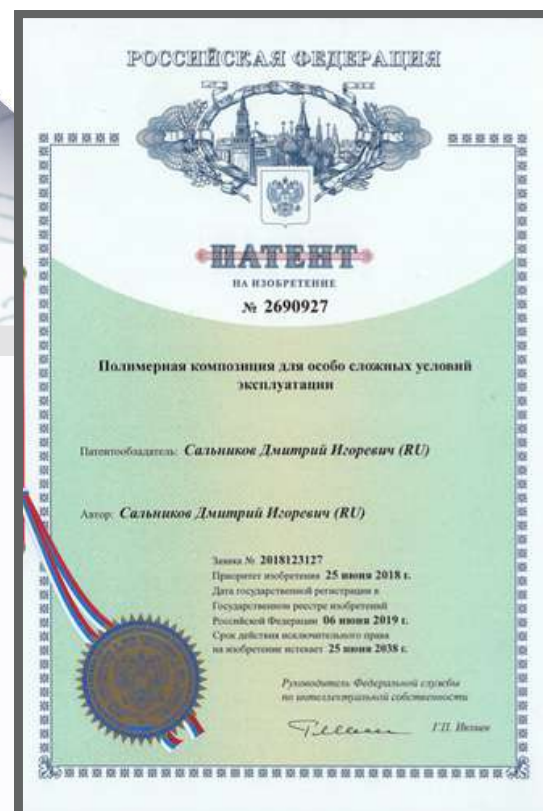 РОССИЙСКАЯ ФЕДЕРАЦИЯ
ПАТЕНТ
НА ИЗОБРЕТЕНИЕ
№ 2690927
Полимерная композиция для особо сложных условий
эксплуатации
Патентообладатель: Сальников Дмитрий Игоревич (RU)
Автор: Сальников Дмитрий Игоревич (RU)
Заявка № 2018123127
Приоритет изобретения 25 июня 2018 г.
Дата государственной регистрации в
Государственном реестре изобретений
Российской Федерации 06 июня 2019 г.
Срок действия исключительного права
на изобретение истекает 25 июня 2038 г.
Руководитель Федеральной службы
по интеллектуальной собственности
Г.П. Ивлиев